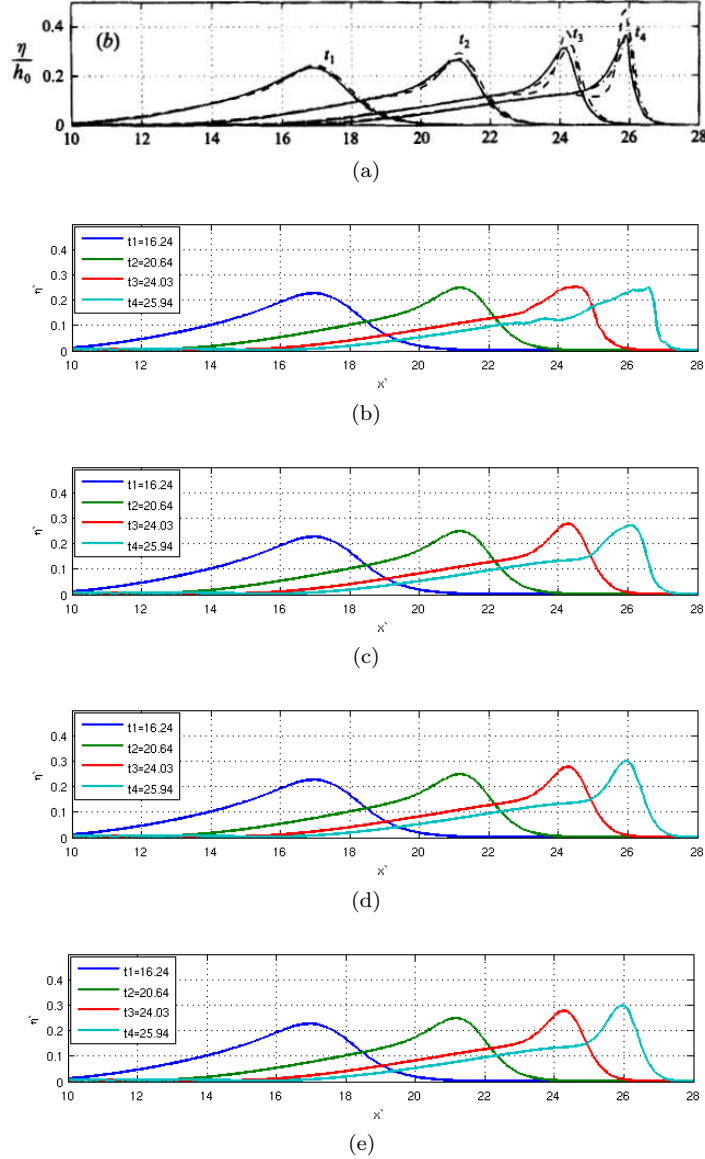 η/h₀
(b)
t₁
t₂
t₃
t₄
0.4
0.2
0
10 12 14 16 18 20 22 24 26 28
(a)
t1=16.24
t2=20.64
t3=24.03
t4=25.94
0.4
0.3
0.2
0.1
0
η`
10 12 14 16 18 20 22 24 26 28
x`
(b)
t1=16.24
t2=20.64
t3=24.03
t4=25.94
0.4
0.3
0.2
0.1
0
η`
10 12 14 16 18 20 22 24 26 28
x`
(c)
t1=16.24
t2=20.64
t3=24.03
t4=25.94
0.4
0.3
0.2
0.1
0
η`
10 12 14 16 18 20 22 24 26 28
x`
(d)
t1=16.24
t2=20.64
t3=24.03
t4=25.94
0.4
0.3
0.2
0.1
0
η`
10 12 14 16 18 20 22 24 26 28
x`
(e)